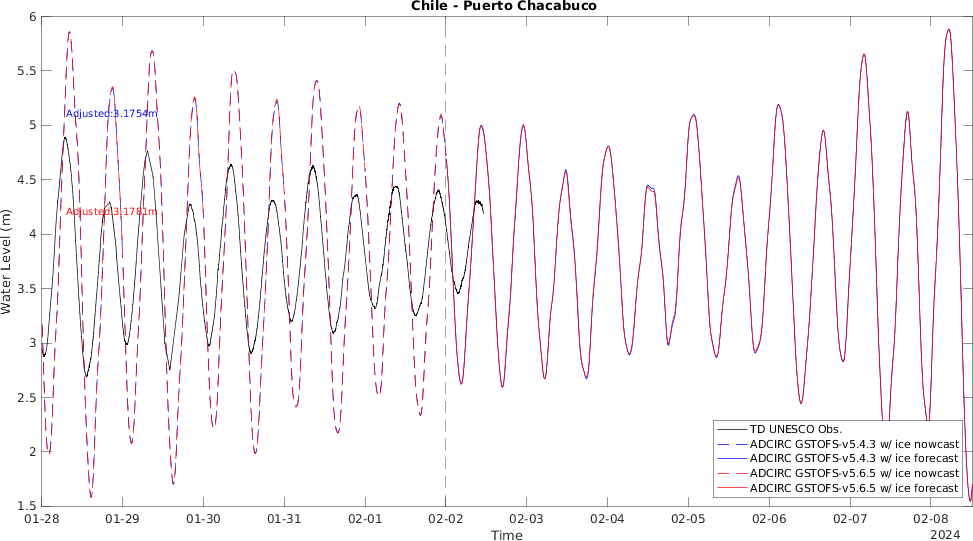 Chile - Puerto Chacabuco
Water Level (m)
6
5.5
5
4.5
4
3.5
3
2.5
2
1.5
Adjusted:3.1754m
Adjusted:3.1781m
TD UNESCO Obs.
ADCIRC GSTOFS-v5.4.3 w/ ice nowcast
ADCIRC GSTOFS-v5.4.3 w/ ice forecast
ADCIRC GSTOFS-v5.6.5 w/ ice nowcast
ADCIRC GSTOFS-v5.6.5 w/ ice forecast
01-28 01-29 01-30 01-31 02-01 02-02 02-03 02-04 02-05 02-06 02-07 02-08
Time
2024